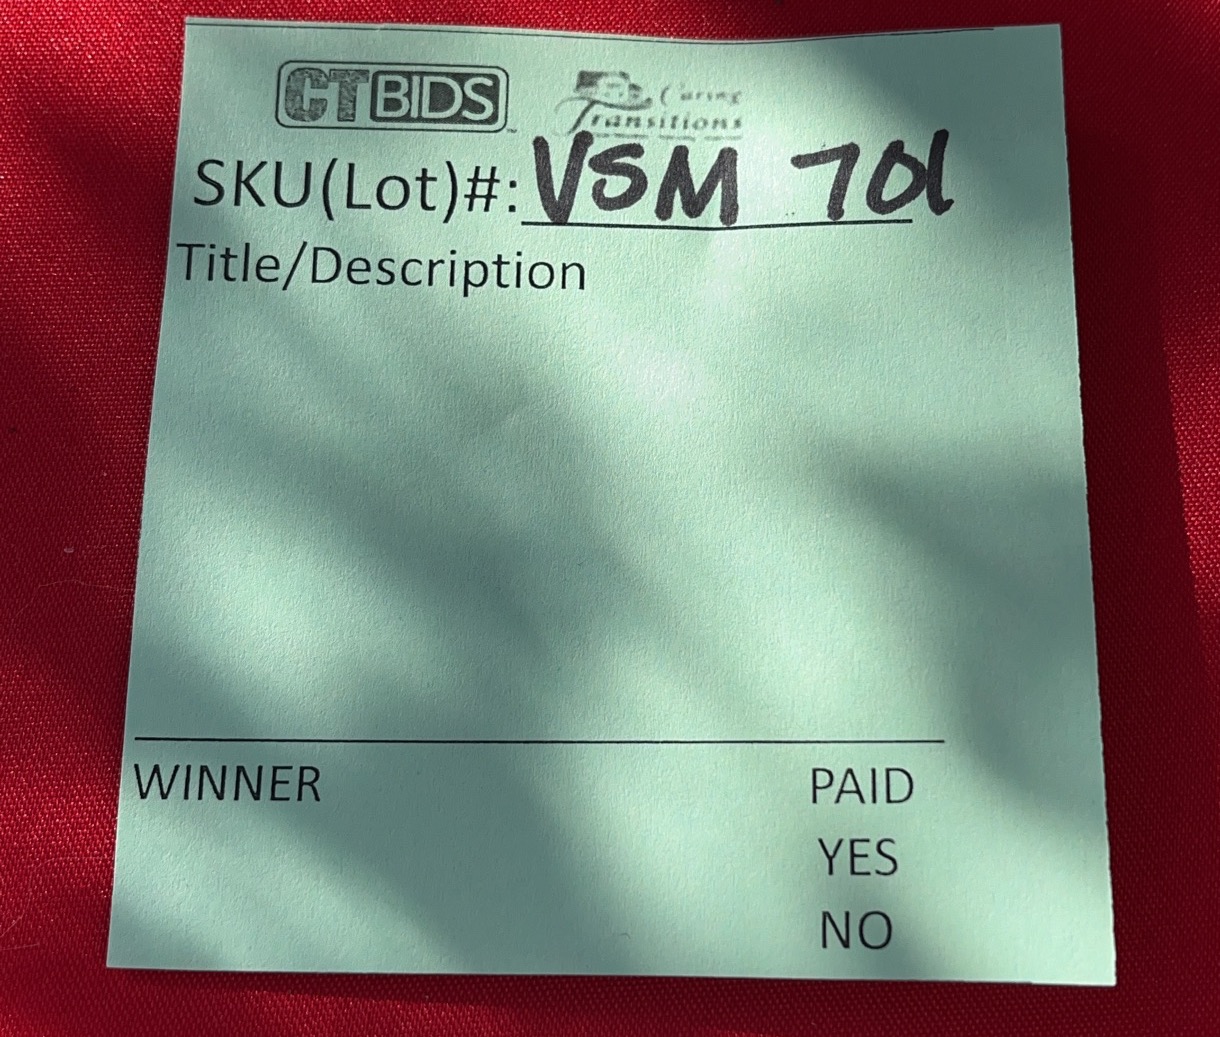 CTBIDS Caring Transitions
SKU(Lot)#: VSM 701
Title/Description
WINNER PAID
YES
NO